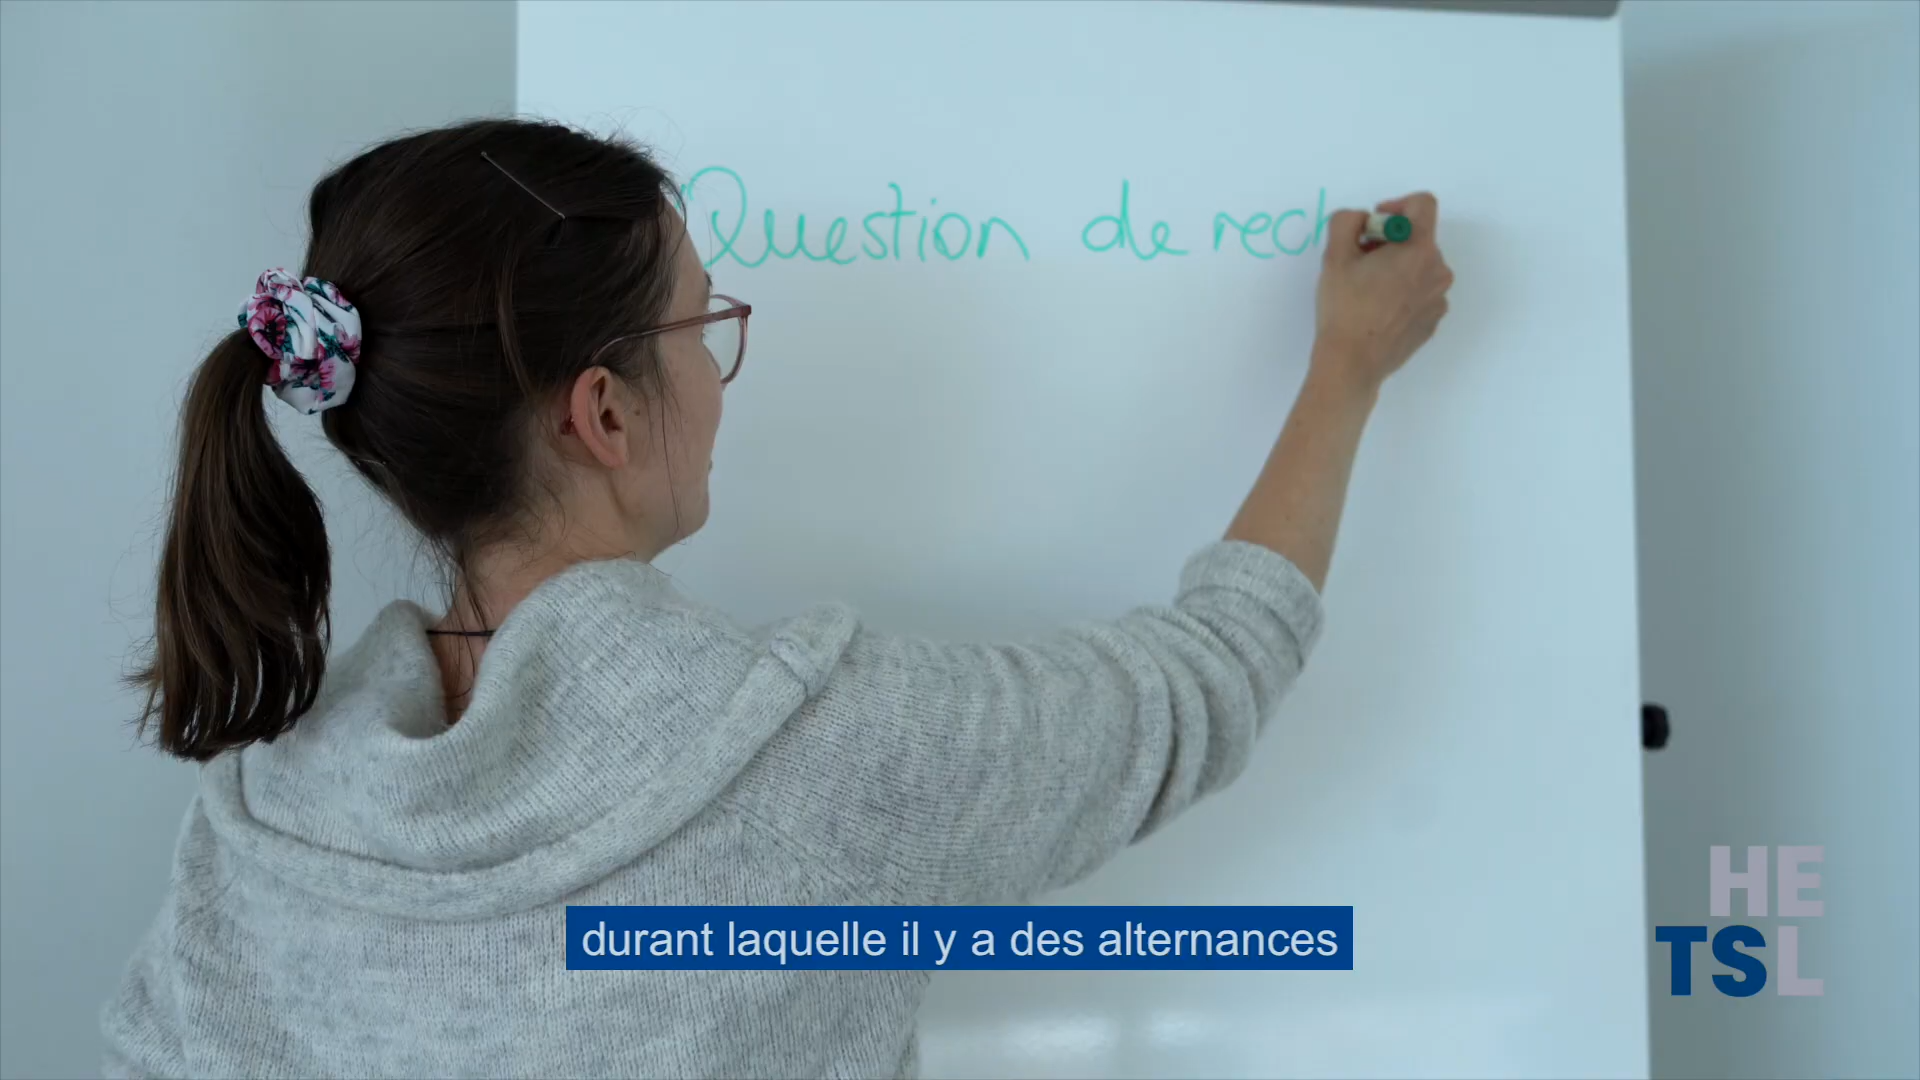 Question de rech
durant laquelle il y a des alternances
HE
TSL